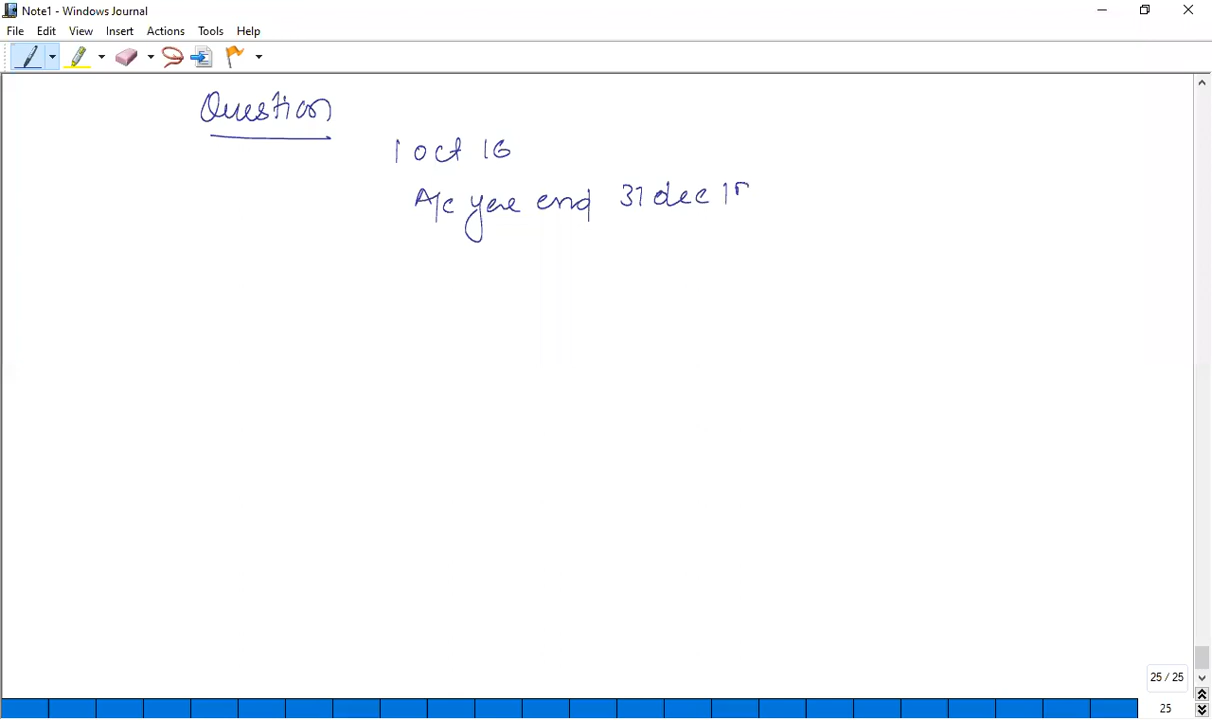 Note1 - Windows Journal
File Edit View Insert Actions Tools Help
Question
1 oct 16
A/c year end 31 dec
25 / 25
25